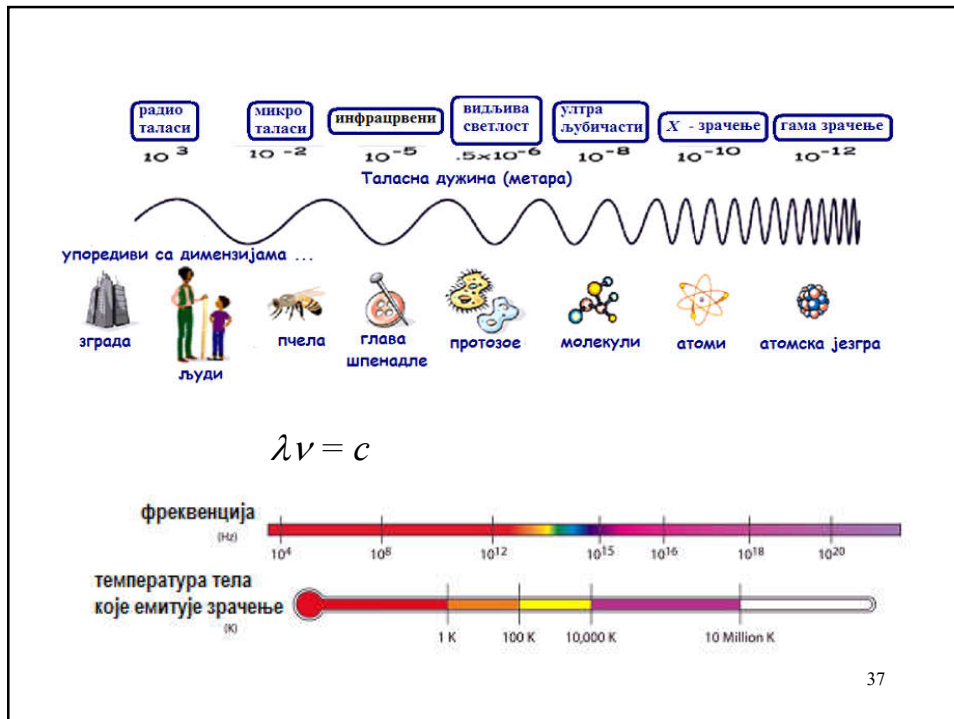 радио таласи
микро таласи
инфрацрвени
видљива светлост
ултра љубичасти
X - зрачење
гама зрачење
10³ 10⁻² 10⁻⁵ .5x10⁻⁶ 10⁻⁸ 10⁻¹⁰ 10⁻¹²
Таласна дужина (метара)
упоредиви са димензијама ...
зграда
људи
пчела
глава
шпенадле
протозое
молекули
атоми
атомска језгра
λν = c
фреквенција
(Hz)
10⁴ 10⁸ 10¹² 10¹⁵ 10¹⁶ 10¹⁸ 10²⁰
температура тела
које емитује зрачење
(K)
1 K 100 K 10,000 K 10 Million K
37